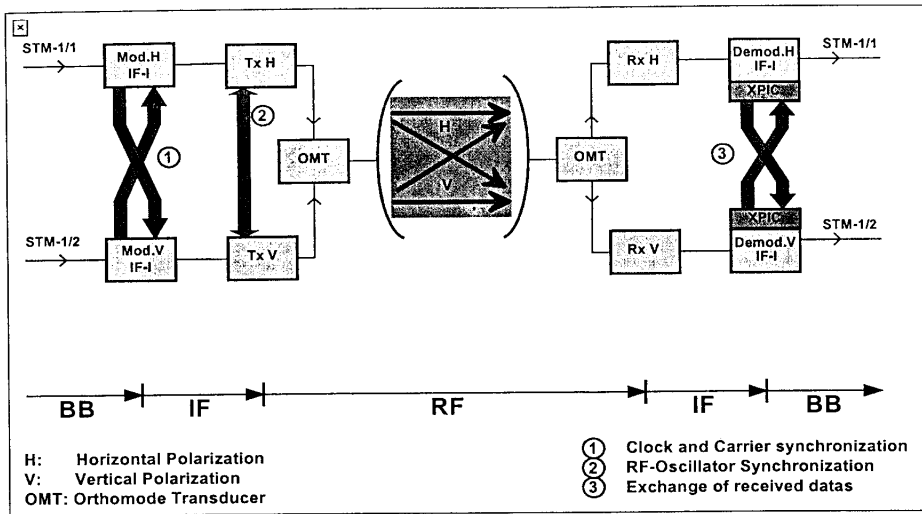 STM-1/1
Mod.H
IF-I
Tx H
Rx H
Demod.H
IF-I
XPIC
STM-1/1
1
2
OMT
H
V
OMT
3
STM-1/2
Mod.V
IF-I
Tx V
Rx V
XPIC
Demod.V
IF-I
STM-1/2
BB
IF
RF
IF
BB
H: Horizontal Polarization
V: Vertical Polarization
OMT: Orthomode Transducer
1 Clock and Carrier synchronization
2 RF-Oscillator Synchronization
3 Exchange of received datas